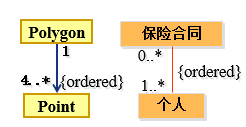 Polygon
1
4..* {ordered}
Point
保险合同
0..*
{ordered}
1..*
个人